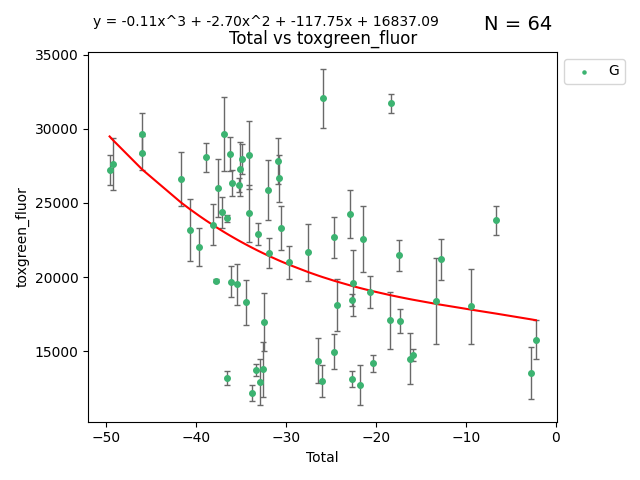 y = -0.11x^3 + -2.70x^2 + -117.75x + 16837.09
N = 64
Total vs toxgreen_fluor
G
35000
30000
25000
20000
15000
toxgreen_fluor
−50 −40 −30 −20 −10 0
Total